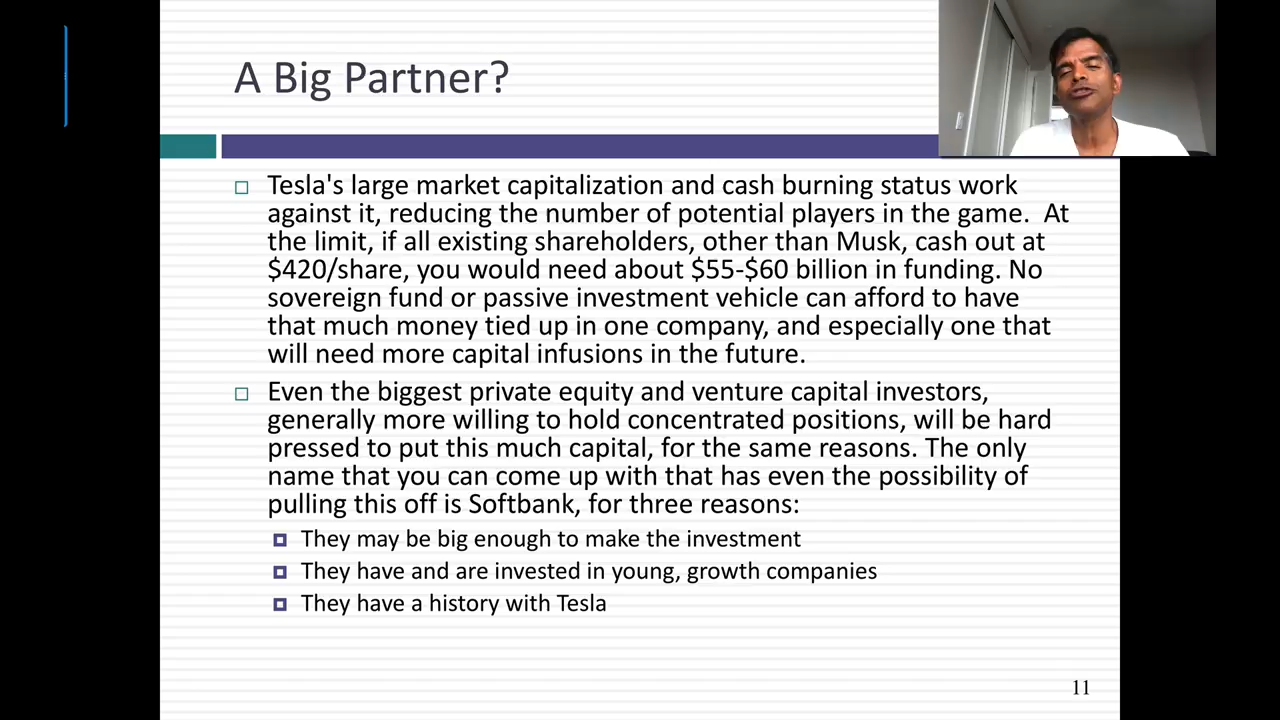 A Big Partner?
Tesla's large market capitalization and cash burning status work
against it, reducing the number of potential players in the game.  At
the limit, if all existing shareholders, other than Musk, cash out at
$420/share, you would need about $55-$60 billion in funding. No
sovereign fund or passive investment vehicle can afford to have
that much money tied up in one company, and especially one that
will need more capital infusions in the future.
Even the biggest private equity and venture capital investors,
generally more willing to hold concentrated positions, will be hard
pressed to put this much capital, for the same reasons. The only
name that you can come up with that has even the possibility of
pulling this off is Softbank, for three reasons:
They may be big enough to make the investment
They have and are invested in young, growth companies
They have a history with Tesla
11